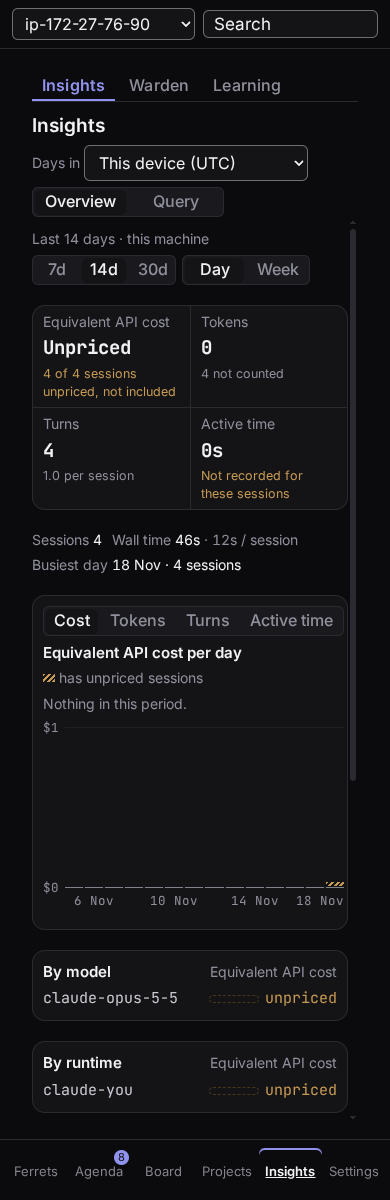 ip-172-27-76-90 Search
Insights Warden Learning
Insights
Days in This device (UTC)
Overview Query
Last 14 days · this machine
7d 14d 30d Day Week
Equivalent API cost
Unpriced
4 of 4 sessions
unpriced, not included
Tokens
0
4 not counted
Turns
4
1.0 per session
Active time
0s
Not recorded for
these sessions
Sessions 4 Wall time 46s · 12s / session
Busiest day 18 Nov · 4 sessions
Cost Tokens Turns Active time
Equivalent API cost per day
has unpriced sessions
Nothing in this period.
$1
$0
6 Nov 10 Nov 14 Nov 18 Nov
By model Equivalent API cost
claude-opus-5-5 unpriced
By runtime Equivalent API cost
claude-you unpriced
8
Ferrets Agenda Board Projects Insights Settings